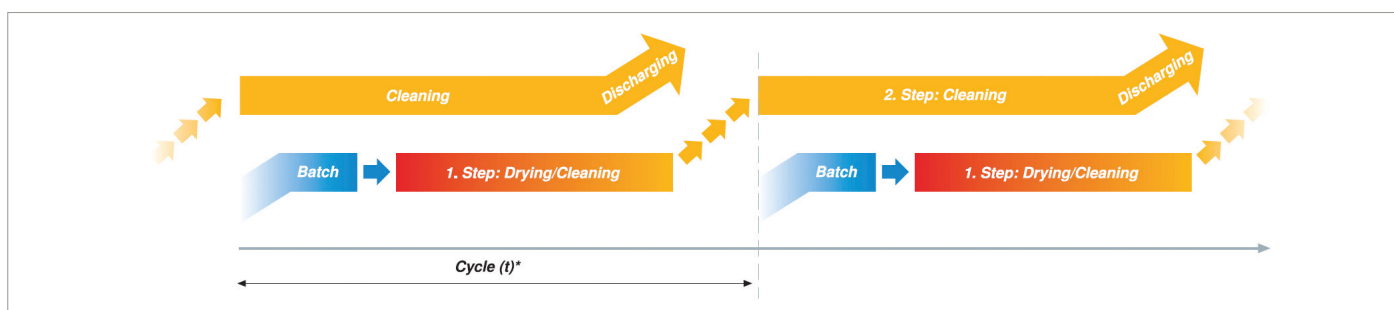 Cleaning
Discharging
2. Step: Cleaning
Discharging
Batch
1. Step: Drying/Cleaning
Batch
1. Step: Drying/Cleaning
Cycle (t)*